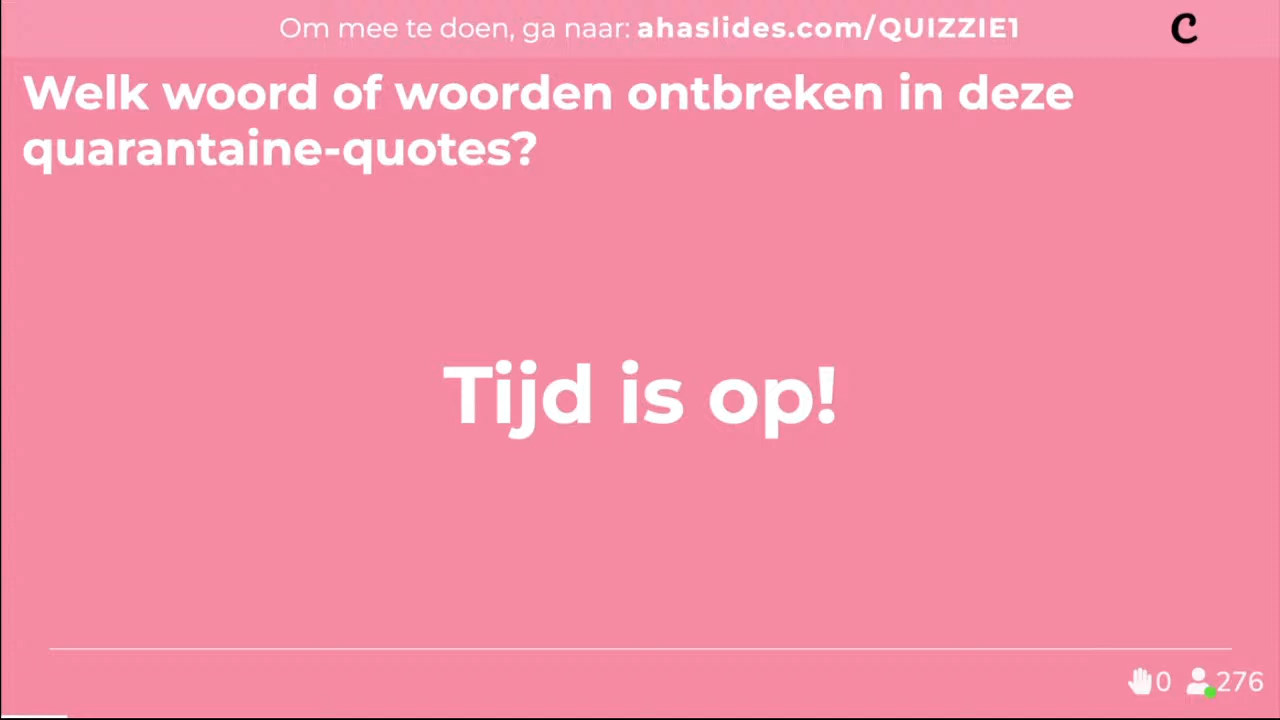 Om mee te doen, ga naar: ahaslides.com/QUIZZIE1
C
Welk woord of woorden ontbreken in deze
quarantaine-quotes?
Tijd is op!
0 276